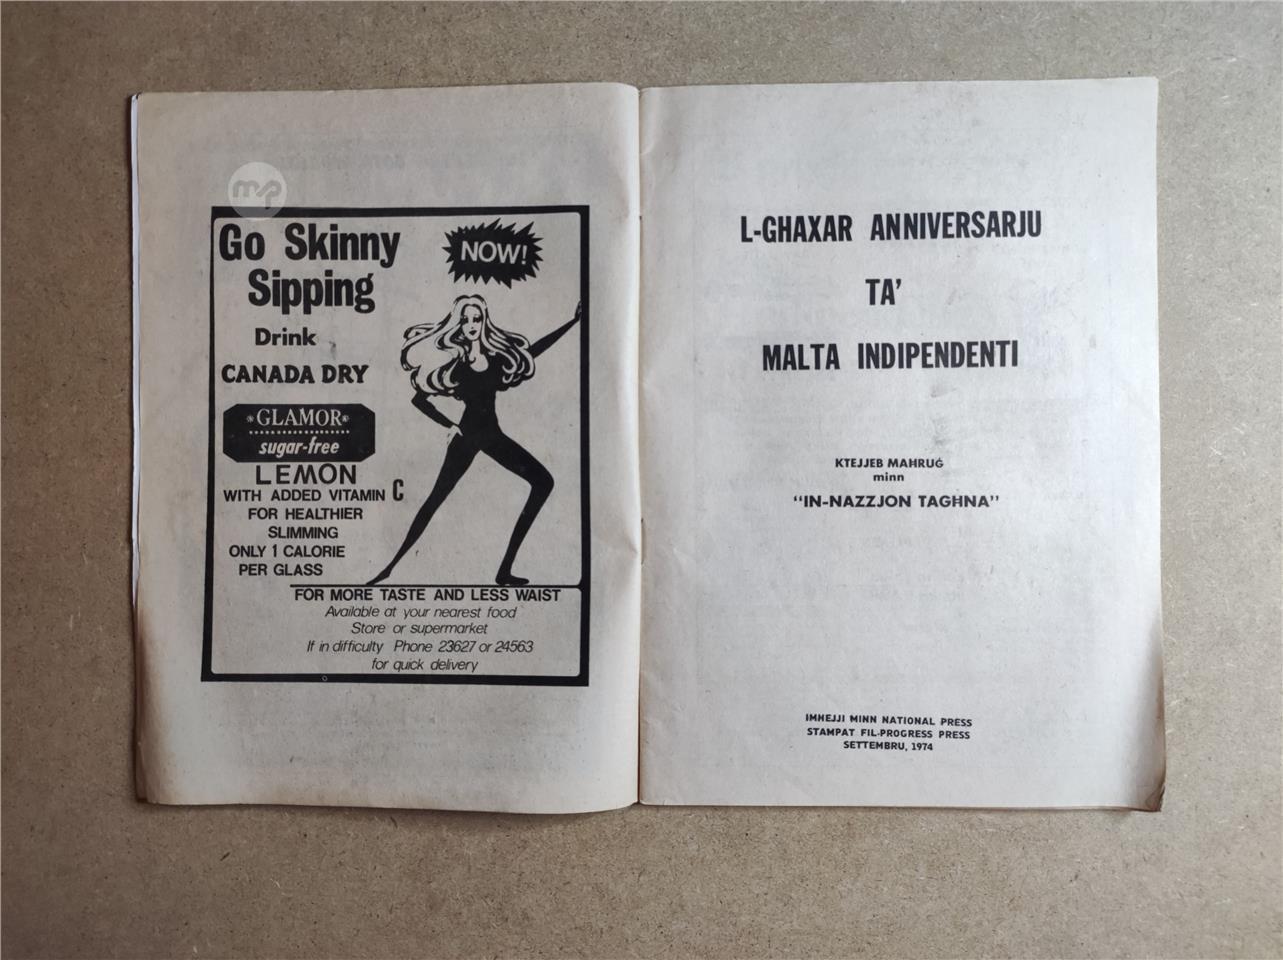 mp
Go Skinny
Sipping
NOW!
Drink
CANADA DRY
*GLAMOR*
sugar-free
LEMON
WITH ADDED VITAMIN C
FOR HEALTHIER
SLIMMING
ONLY 1 CALORIE
PER GLASS
FOR MORE TASTE AND LESS WAIST
Available at your nearest food
Store or supermarket
If in difficulty Phone 23627 or 24563
for quick delivery
L-GHAXAR ANNIVERSARJU
TA'
MALTA INDIPENDENTI
KTEJJEB MAHRUĠ
minn
"IN-NAZZJON TAGHNA"
IMHEJJI MINN NATIONAL PRESS
STAMPAT FIL-PROGRESS PRESS
SETTEMBRU, 1974